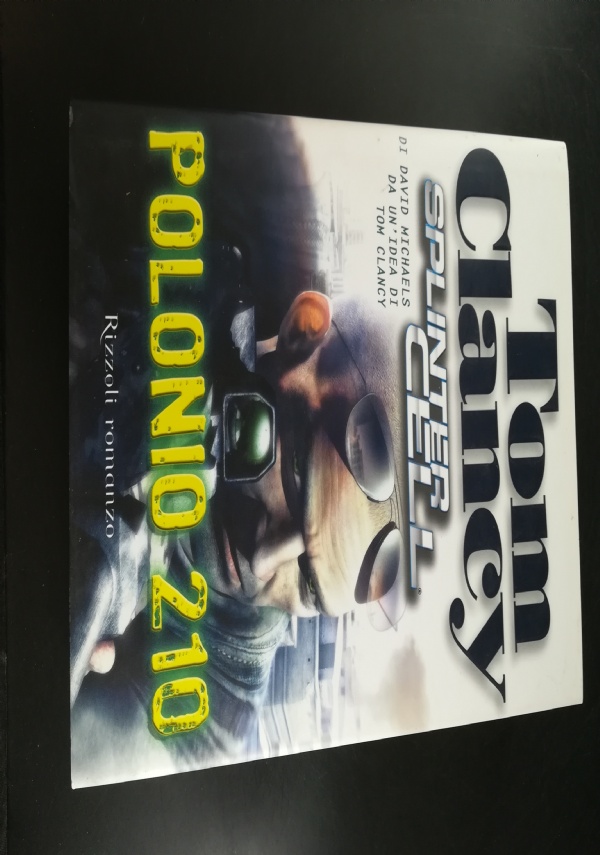 Tom
Clancy
SPLINTER
CELL
DI DAVID MICHAELS
DA UN'IDEA DI
TOM CLANCY
POLONIO 210
Rizzoli romanzo